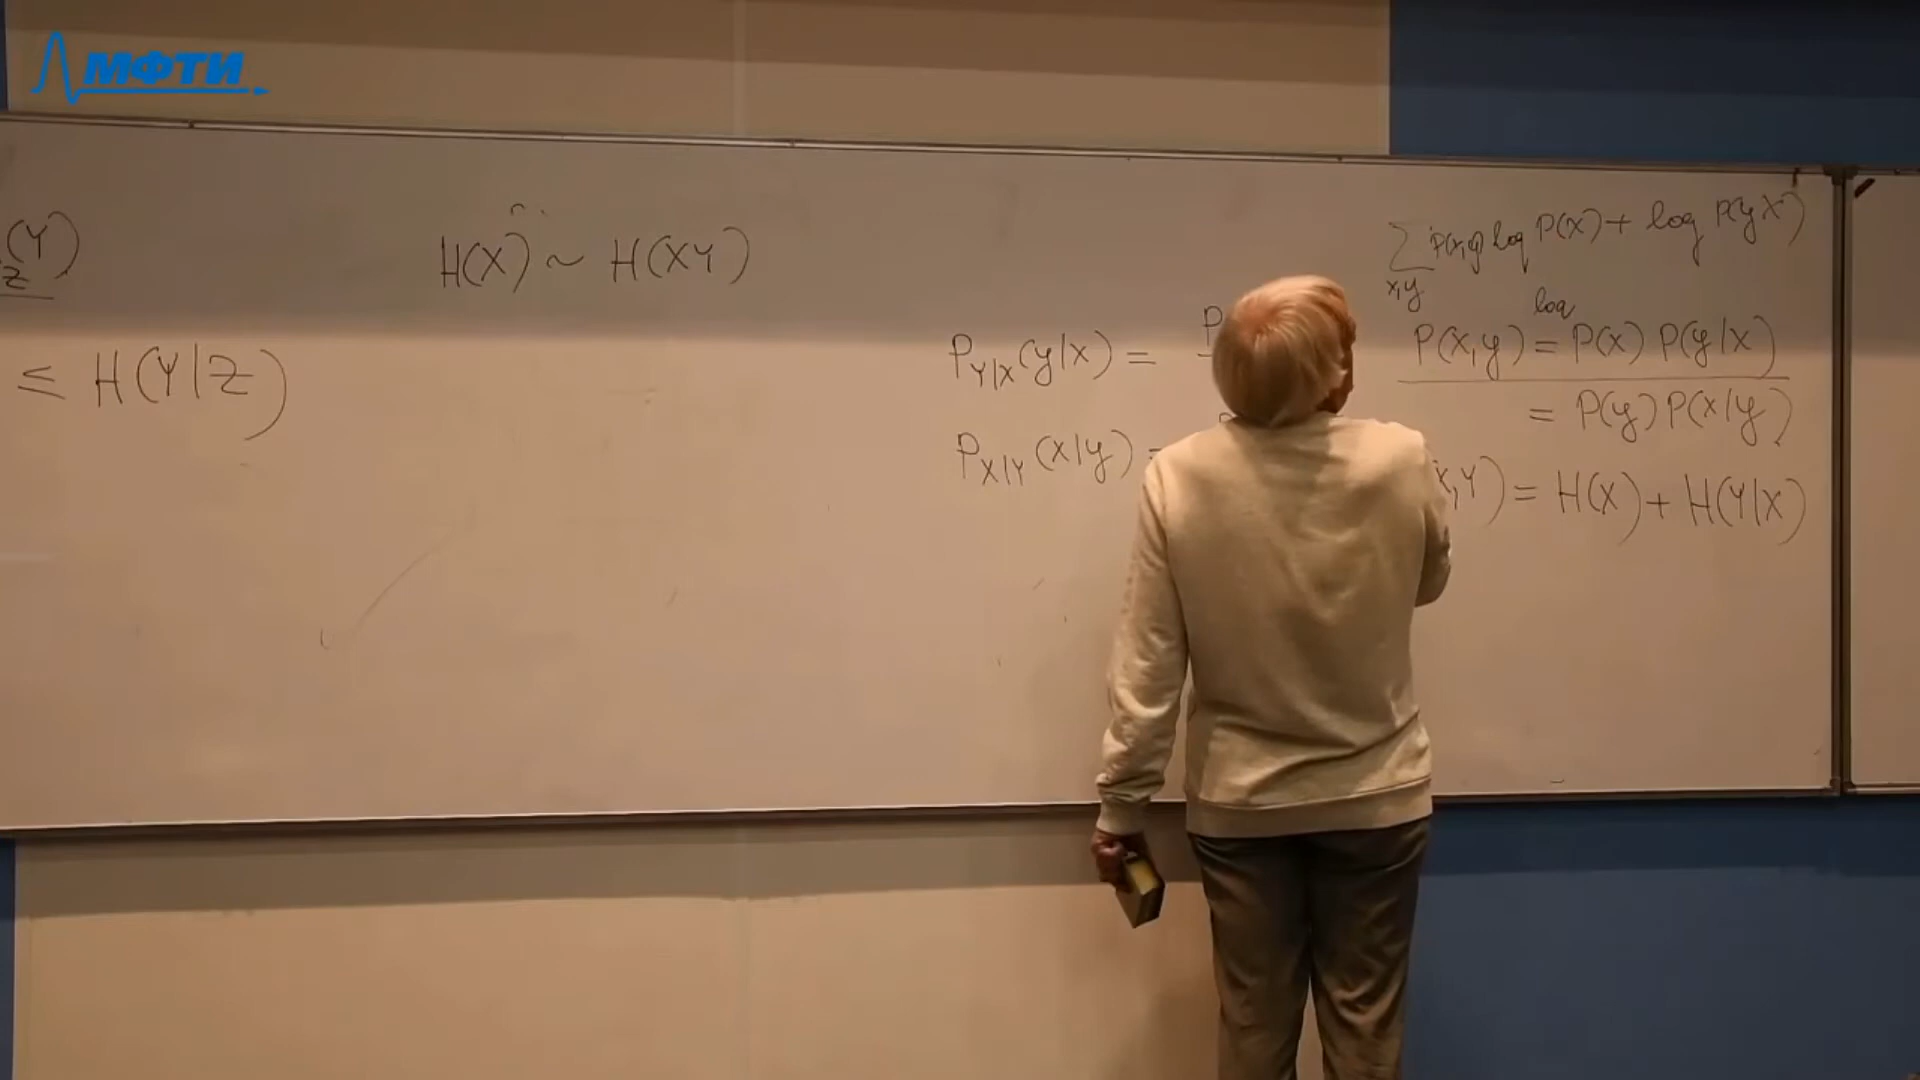 МФТИ
(Y)
Z
≤ H(Y|Z)
H(X) ~ H(XY)
P_{Y|X}(y|x) = P
P_{X|Y}(x|y) =
∑_{x,y} P(x,y) log P(x) + log P(y x)
log
P(x,y) = P(x) P(y|x)
= P(y) P(x|y)
X,Y) = H(X) + H(Y|X)